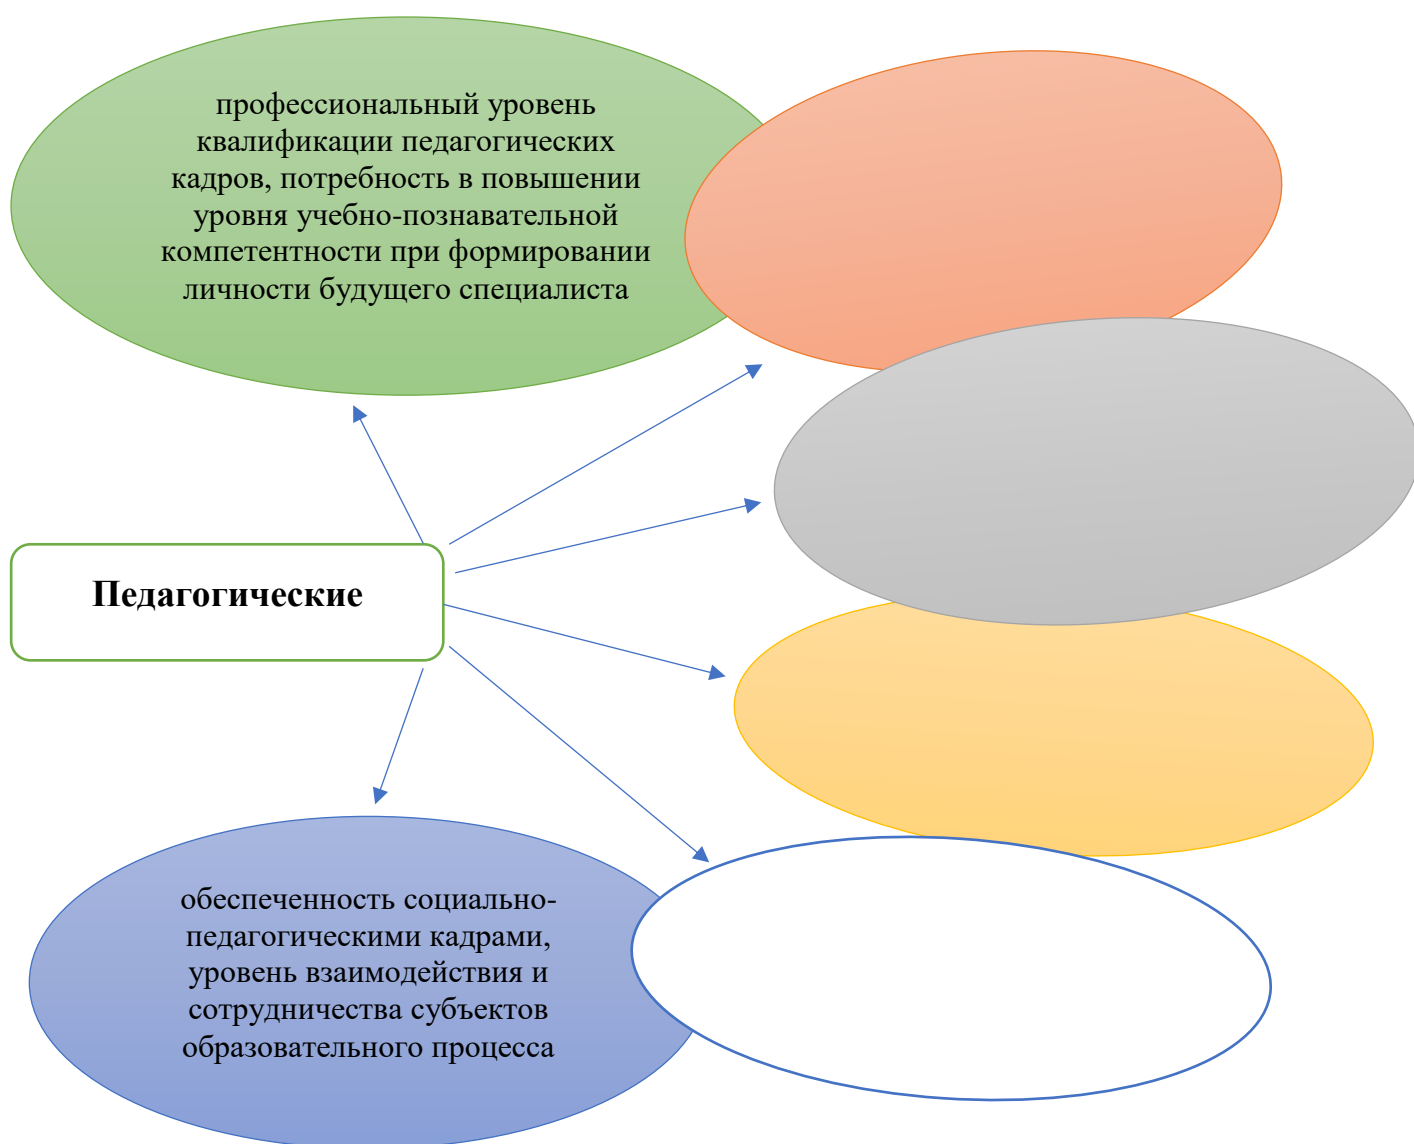 профессиональный уровень
квалификации педагогических
кадров, потребность в повышении
уровня учебно-познавательной
компетентности при формировании
личности будущего специалиста
Педагогические
обеспеченность социально-
педагогическими кадрами,
уровень взаимодействия и
сотрудничества субъектов
образовательного процесса